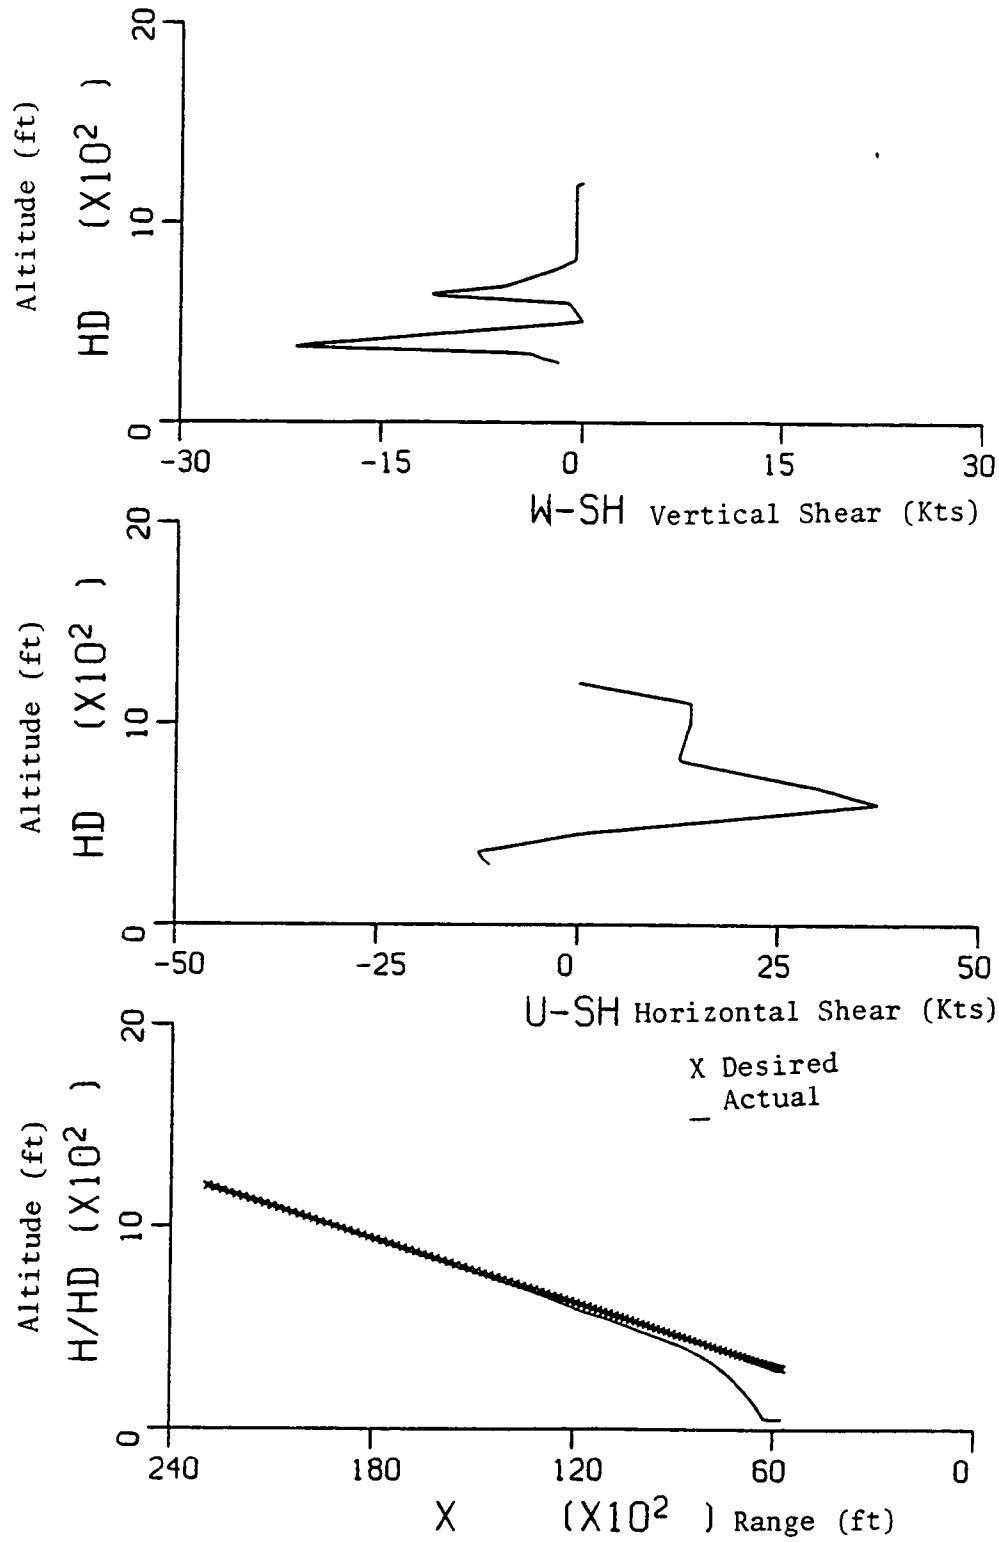 Altitude (ft)
HD (X10²)
20
10
0
-30 -15 0 15 30
W-SH Vertical Shear (Kts)
Altitude (ft)
HD (X10²)
20
10
0
-50 -25 0 25 50
U-SH Horizontal Shear (Kts)
X Desired
_ Actual
Altitude (ft)
H/HD (X10²)
20
10
0
240 180 120 60 0
X (X10²) Range (ft)